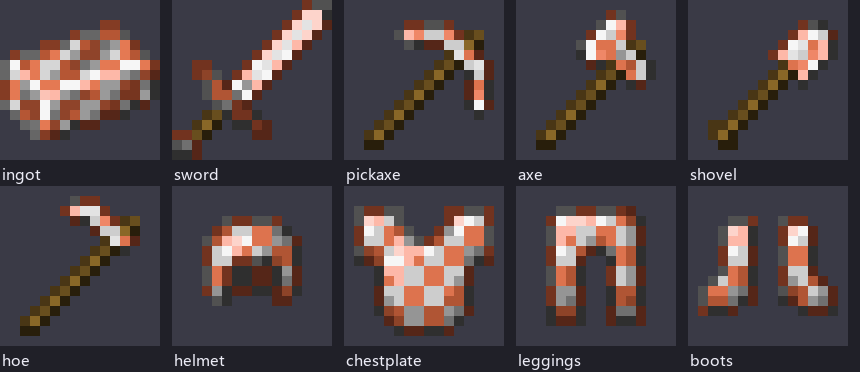 ingot
sword
pickaxe
axe
shovel
hoe
helmet
chestplate
leggings
boots